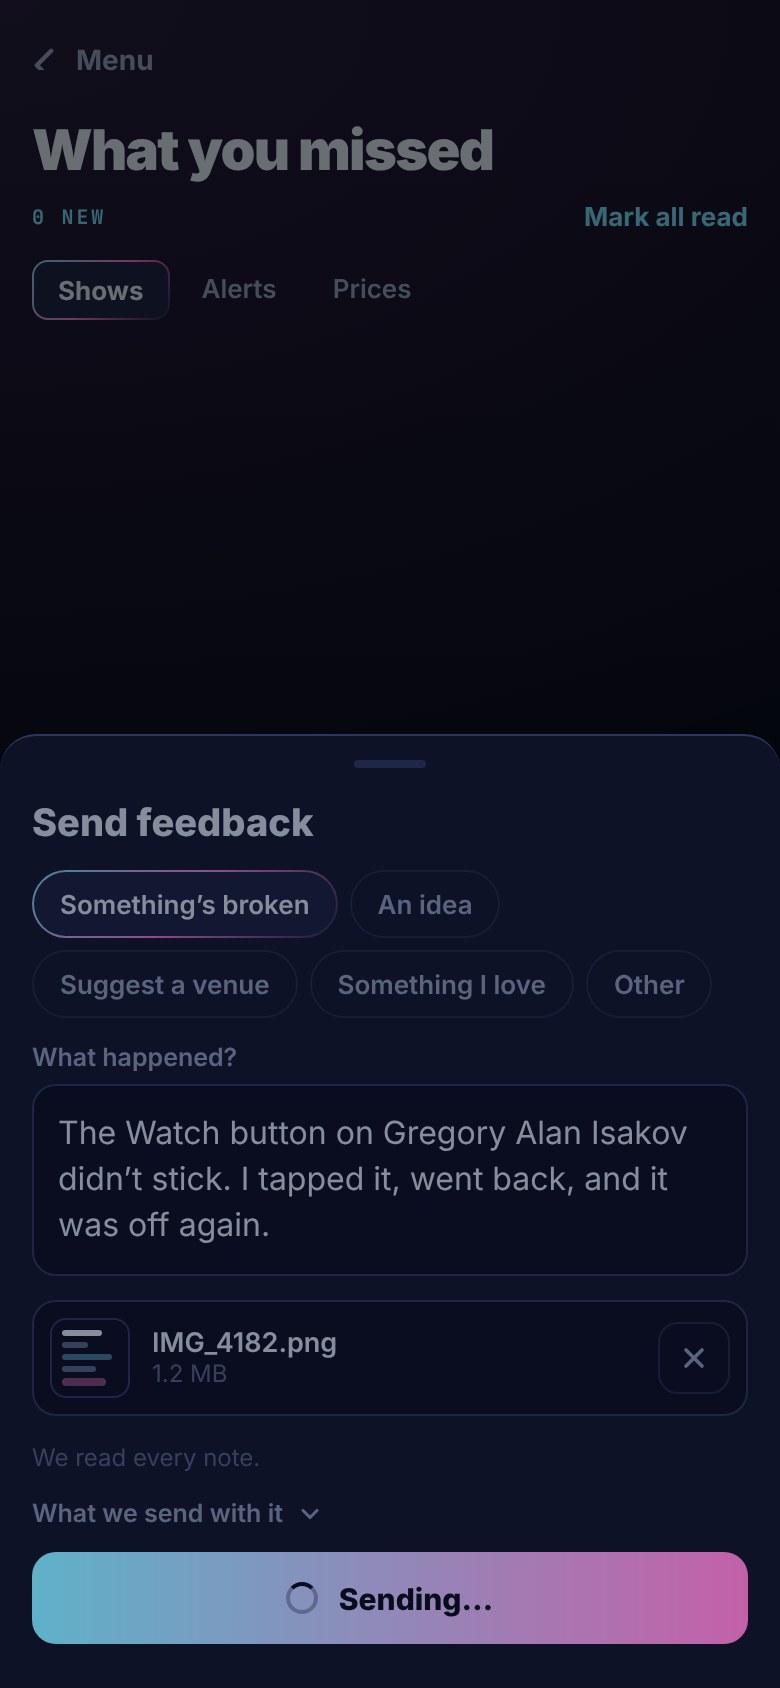 Menu
What you missed
0 NEW
Mark all read
Shows
Alerts
Prices
Send feedback
Something’s broken
An idea
Suggest a venue
Something I love
Other
What happened?
The Watch button on Gregory Alan Isakov
didn’t stick. I tapped it, went back, and it
was off again.
IMG_4182.png
1.2 MB
We read every note.
What we send with it
Sending...